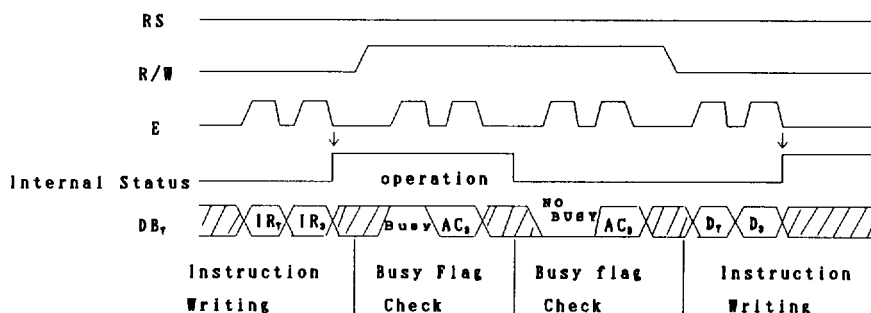 RS
R/W
E
Internal Status
operation
DB₇
IR₇
IR₃
Busy
AC₃
NO
BUSY
AC₃
D₇
D₃
Instruction
Writing
Busy Flag
Check
Busy flag
Check
Instruction
Writing